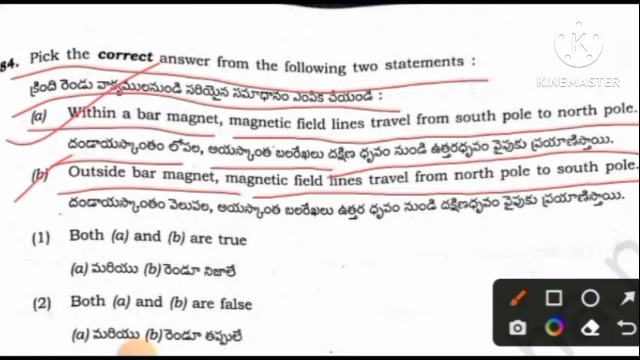 84. Pick the correct answer from the following two statements :
క్రింది రెండు వాక్యములనుండి సరియైన సమాధానం ఎంపిక చేయండి :
(a) Within a bar magnet, magnetic field lines travel from south pole to north pole.
దండాయస్కాంతం లోపల, అయస్కాంత బలరేఖలు దక్షిణ ధృవం నుండి ఉత్తరధృవం వైపుకు ప్రయాణిస్తాయి.
(b) Outside bar magnet, magnetic field lines travel from north pole to south pole.
దండాయస్కాంతం వెలుపల, అయస్కాంత బలరేఖలు ఉత్తర ధృవం నుండి దక్షిణధృవం వైపుకు ప్రయాణిస్తాయి.
(1) Both (a) and (b) are true
(a) మరియు (b) రెండూ నిజాలే
(2) Both (a) and (b) are false
(a) మరియు (b) రెండూ తప్పులే
KINEMASTER